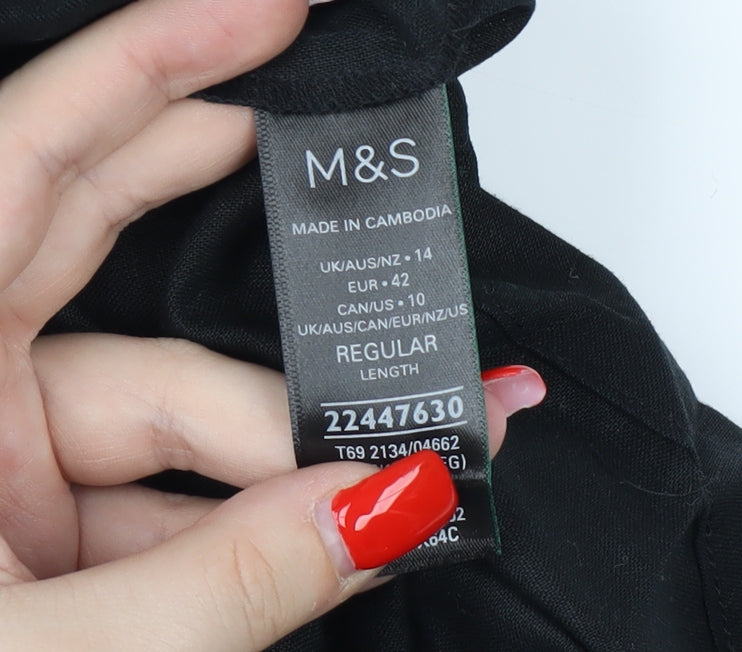 M&S
MADE IN CAMBODIA
UK/AUS/NZ • 14
EUR • 42
CAN/US • 10
UK/AUS/CAN/EUR/NZ/US
REGULAR
LENGTH
22447630
T69 2134/04662